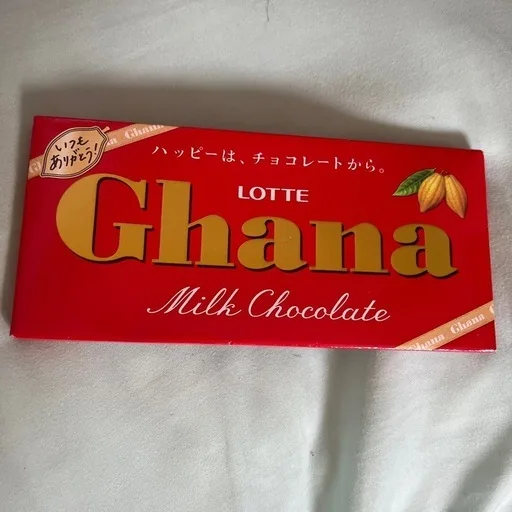 いつも
ありがとう!
Ghana
ハッピーは、チョコレートから。
LOTTE
Ghana
Milk Chocolate
Ghana Ghana